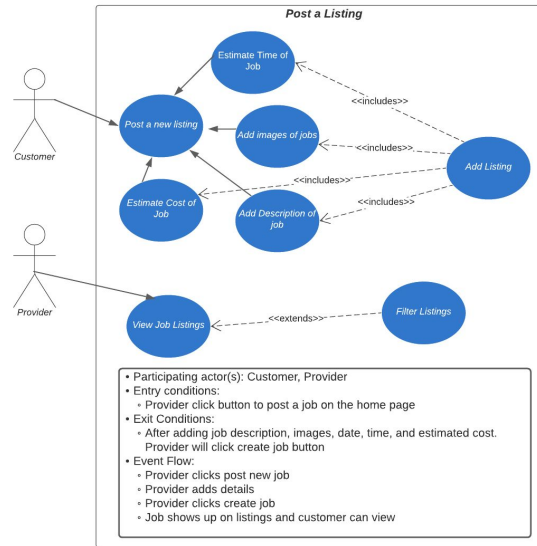 Post a Listing
Estimate Time of
Job
<<includes>>
Post a new listing
Add images of jobs
Customer
<<includes>>
Add Listing
<<includes>>
Estimate Cost of
Job
Add Description of
job
<<includes>>
Provider
View Job Listings
<<extends>>
Filter Listings
• Participating actor(s): Customer, Provider
• Entry conditions:
◦ Provider click button to post a job on the home page
• Exit Conditions:
◦ After adding job description, images, date, time, and estimated cost.
Provider will click create job button
• Event Flow:
◦ Provider clicks post new job
◦ Provider adds details
◦ Provider clicks create job
◦ Job shows up on listings and customer can view